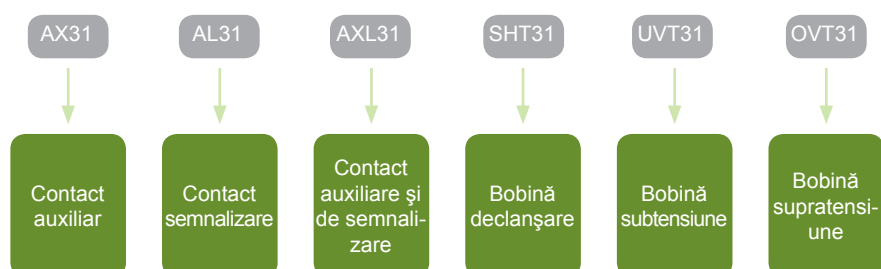 AX31
AL31
AXL31
SHT31
UVT31
OVT31
Contact
auxiliar
Contact
semnalizare
Contact
auxiliare şi
de semnali-
zare
Bobină
declanşare
Bobină
subtensiune
Bobină
supratensi-
une